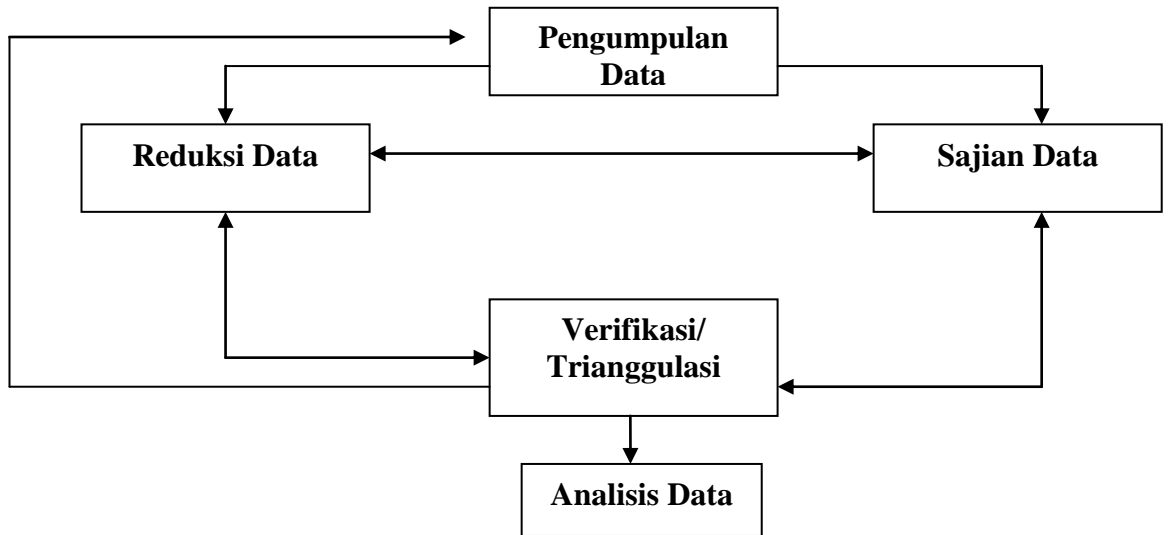 Pengumpulan
Data
Reduksi Data
Sajian Data
Verifikasi/
Trianggulasi
Analisis Data